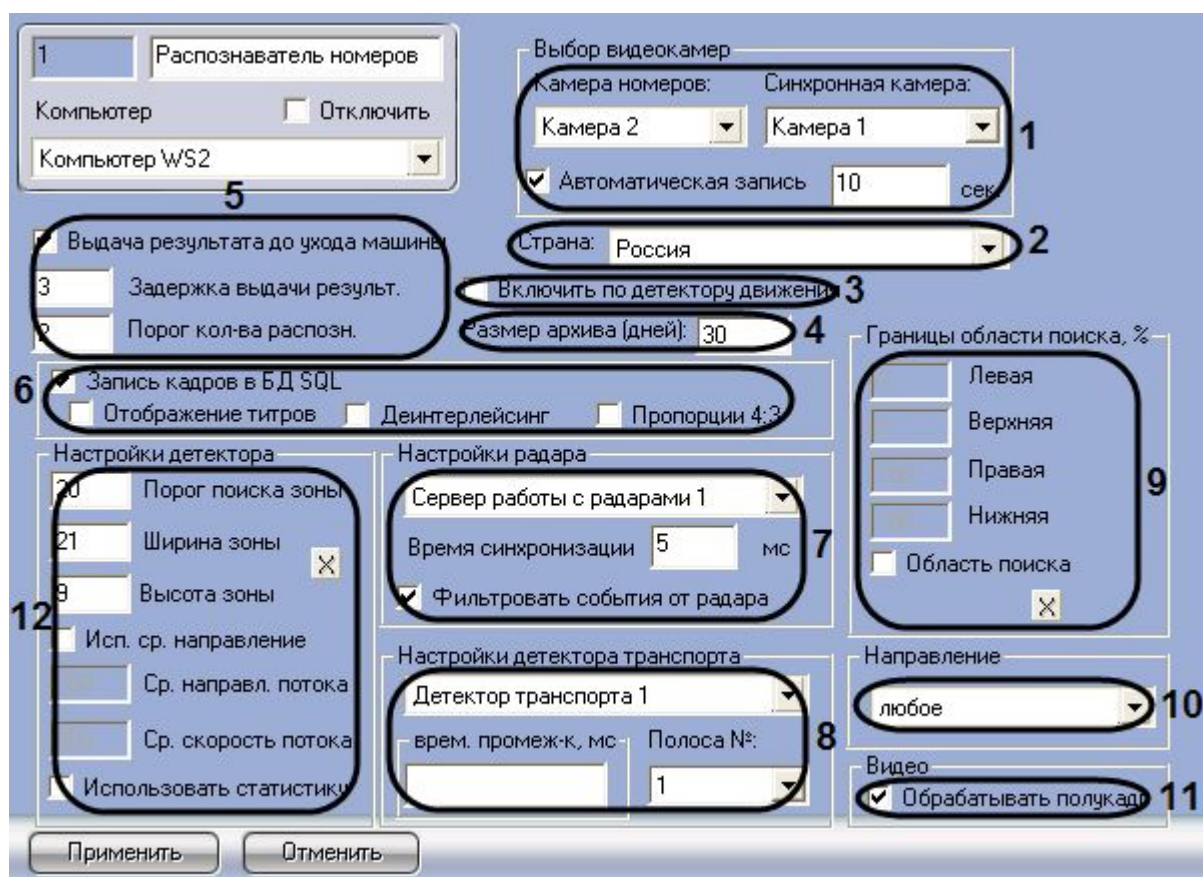 1 Распознаватель номеров
Компьютер Отключить
Компьютер WS2
Выбор видеокамер
Камера номеров: Синхронная камера:
Камера 2 Камера 1
1
Автоматическая запись 10 сек.
5
Выдача результата до ухода машины
3 Задержка выдачи результ.
2 Порог кол-ва распозн.
Страна: Россия 2
Включить по детектору движения 3
Размер архива (дней): 30 4
6
Запись кадров в БД SQL
Отображение титров Деинтерлейсинг Пропорции 4:3
Границы области поиска, %
Левая
Верхняя
Правая
Нижняя
Область поиска
X
9
Настройки детектора
20 Порог поиска зоны
21 Ширина зоны
X
9 Высота зоны
12
Исп. ср. направление
Ср. направл. потока
Ср. скорость потока
Использовать статистику
Настройки радара
Сервер работы с радарами 1
Время синхронизации 5 мс
7
Фильтровать события от радара
Настройки детектора транспорта
Детектор транспорта 1
врем. промеж-к, мс Полоса №:
1
8
Направление
любое 10
Видео
Обрабатывать полукадр 11
Применить Отменить